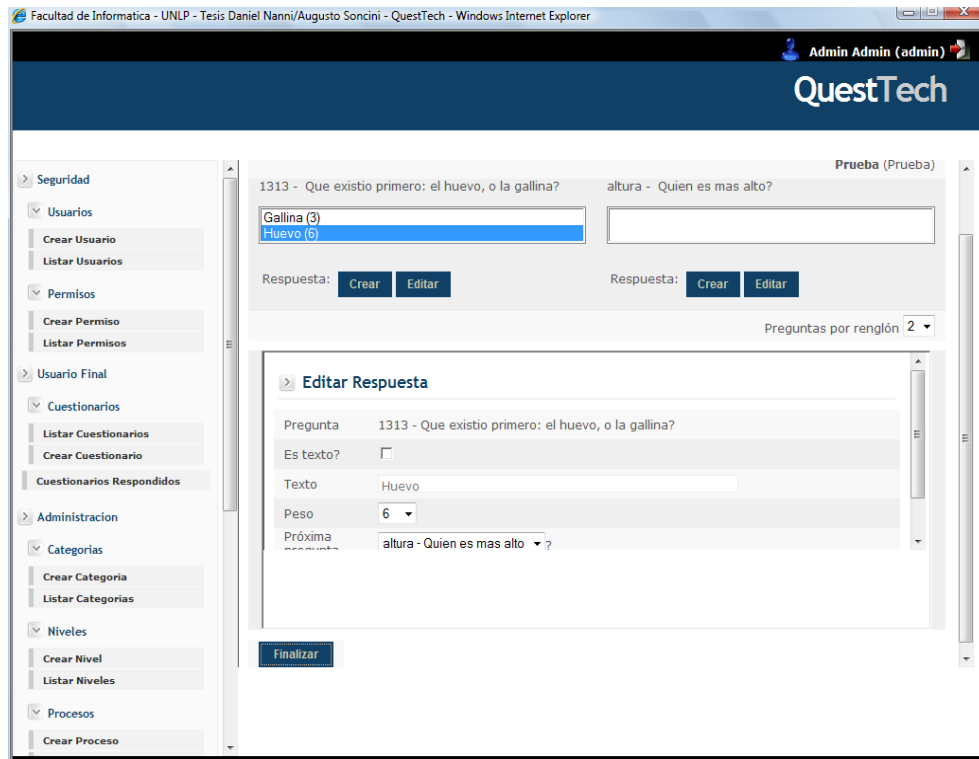 Facultad de Informatica - UNLP - Tesis Daniel Nanni/Augusto Soncini - QuestTech - Windows Internet Explorer
Admin Admin (admin)
QuestTech
Seguridad
Usuarios
Crear Usuario
Listar Usuarios
Permisos
Crear Permiso
Listar Permisos
Usuario Final
Cuestionarios
Listar Cuestionarios
Crear Cuestionario
Cuestionarios Respondidos
Administracion
Categorias
Crear Categoria
Listar Categorias
Niveles
Crear Nivel
Listar Niveles
Procesos
Crear Proceso
Prueba (Prueba)
1313 - Que existio primero: el huevo, o la gallina?
Gallina (3)
Huevo (6)
Respuesta: Crear Editar
altura - Quien es mas alto?
Respuesta: Crear Editar
Preguntas por renglón 2
Editar Respuesta
Pregunta 1313 - Que existio primero: el huevo, o la gallina?
Es texto?
Texto Huevo
Peso 6
Próxima
pregunta altura - Quien es mas alto ?
Finalizar